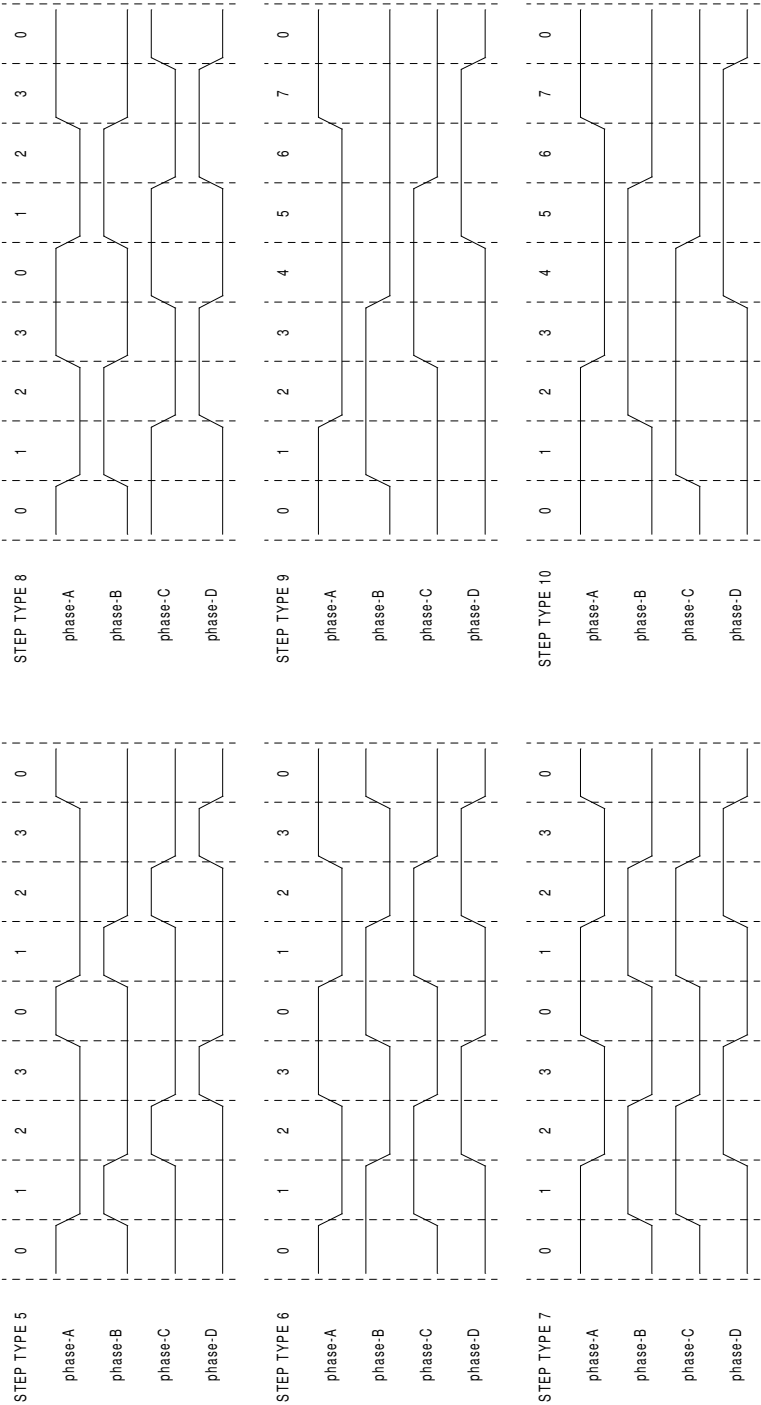 STEP TYPE 5 0 1 2 3 0 1 2 3 0
phase-A
phase-B
phase-C
phase-D
STEP TYPE 6 0 1 2 3 0 1 2 3 0
phase-A
phase-B
phase-C
phase-D
STEP TYPE 7 0 1 2 3 0 1 2 3 0
phase-A
phase-B
phase-C
phase-D
STEP TYPE 8 0 1 2 3 0 1 2 3 0
phase-A
phase-B
phase-C
phase-D
STEP TYPE 9 0 1 2 3 4 5 6 7 0
phase-A
phase-B
phase-C
phase-D
STEP TYPE 10 0 1 2 3 4 5 6 7 0
phase-A
phase-B
phase-C
phase-D